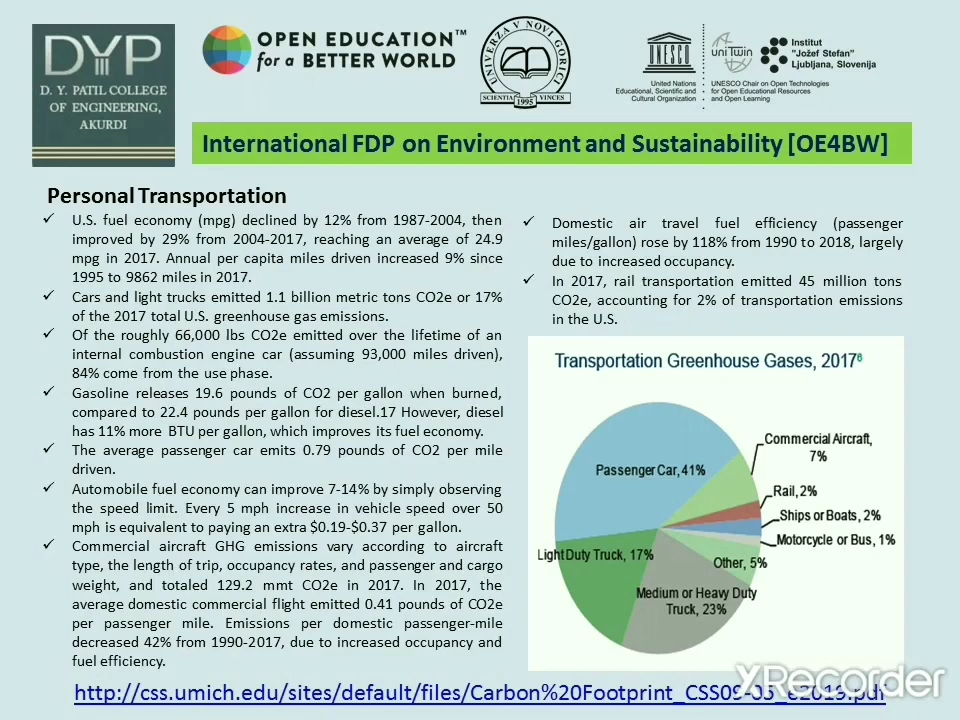 DYP
D. Y. PATIL COLLEGE
OF ENGINEERING,
AKURDI
OPEN EDUCATION™
for a BETTER WORLD
UNIVERZA V NOVI GORICI
SCIENTIA VINCES
1995
UNESCO
United Nations
Educational, Scientific and
Cultural Organization
uniTwin
UNESCO Chair on Open Technologies
for Open Educational Resources
and Open Learning
Institut
"Jožef Stefan"
Ljubljana, Slovenija
International FDP on Environment and Sustainability [OE4BW]
Personal Transportation
✓ U.S. fuel economy (mpg) declined by 12% from 1987-2004, then
improved by 29% from 2004-2017, reaching an average of 24.9
mpg in 2017. Annual per capita miles driven increased 9% since
1995 to 9862 miles in 2017.
✓ Cars and light trucks emitted 1.1 billion metric tons CO2e or 17%
of the 2017 total U.S. greenhouse gas emissions.
✓ Of the roughly 66,000 lbs CO2e emitted over the lifetime of an
internal combustion engine car (assuming 93,000 miles driven),
84% come from the use phase.
✓ Gasoline releases 19.6 pounds of CO2 per gallon when burned,
compared to 22.4 pounds per gallon for diesel.17 However, diesel
has 11% more BTU per gallon, which improves its fuel economy.
✓ The average passenger car emits 0.79 pounds of CO2 per mile
driven.
✓ Automobile fuel economy can improve 7-14% by simply observing
the speed limit. Every 5 mph increase in vehicle speed over 50
mph is equivalent to paying an extra $0.19-$0.37 per gallon.
✓ Commercial aircraft GHG emissions vary according to aircraft
type, the length of trip, occupancy rates, and passenger and cargo
weight, and totaled 129.2 mmt CO2e in 2017. In 2017, the
average domestic commercial flight emitted 0.41 pounds of CO2e
per passenger mile. Emissions per domestic passenger-mile
decreased 42% from 1990-2017, due to increased occupancy and
fuel efficiency.
✓ Domestic air travel fuel efficiency (passenger
miles/gallon) rose by 118% from 1990 to 2018, largely
due to increased occupancy.
✓ In 2017, rail transportation emitted 45 million tons
CO2e, accounting for 2% of transportation emissions
in the U.S.
Transportation Greenhouse Gases, 2017⁶
Commercial Aircraft,
7%
Passenger Car, 41%
Rail, 2%
Ships or Boats, 2%
Motorcycle or Bus, 1%
Light Duty Truck, 17%
Other, 5%
Medium or Heavy Duty
Truck, 23%
http://css.umich.edu/sites/default/files/Carbon%20Footprint_CSS09-05_e2019.pdf
XRecorder